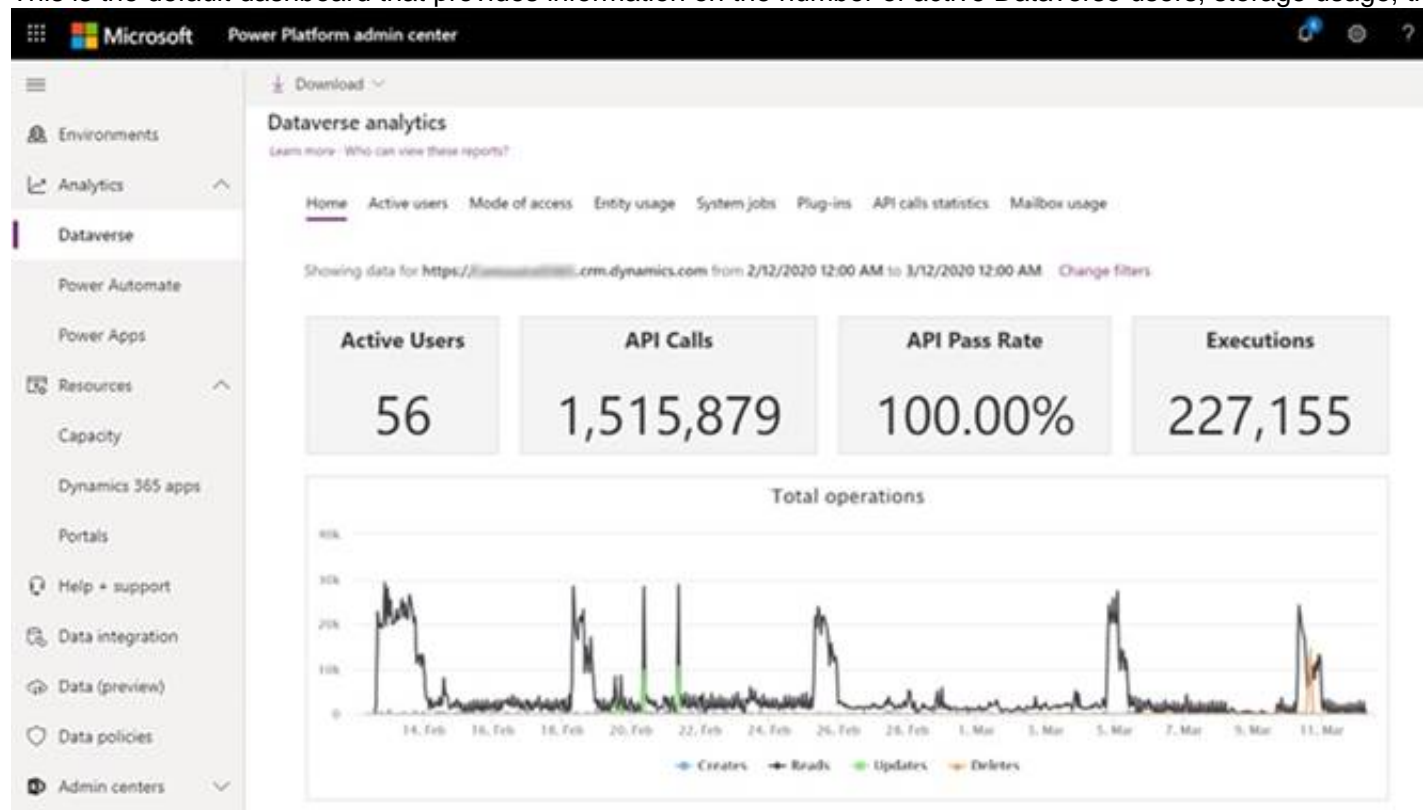 This is the default dashboard that provides information on the number of active Dataverse users, storage usage, th
Microsoft Power Platform admin center
?
Download
Environments
Dataverse analytics
Learn more · Who can view these reports?
Analytics
Home Active users Mode of access Entity usage System jobs Plug-ins API calls statistics Mailbox usage
Dataverse
Showing data for https:// .crm.dynamics.com from 2/12/2020 12:00 AM to 3/12/2020 12:00 AM Change filters
Power Automate
Power Apps
Active Users API Calls API Pass Rate Executions
Resources
56 1,515,879 100.00% 227,155
Capacity
Dynamics 365 apps
Total operations
Portals
40k
Help + support
30k
20k
Data integration
10k
Data (preview)
0
14. Feb 16. Feb 18. Feb 20. Feb 22. Feb 24. Feb 26. Feb 28. Feb 1. Mar 3. Mar 5. Mar 7. Mar 9. Mar 11. Mar
Data policies
Creates Reads Updates Deletes
Admin centers